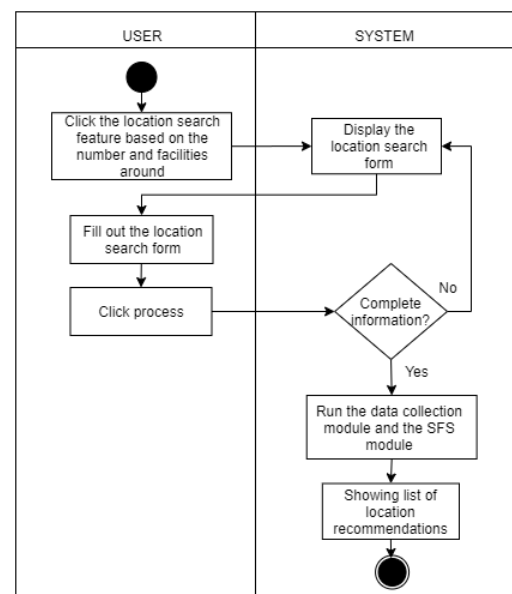 USER
SYSTEM
Click the location search
feature based on the
number and facilities
around
Display the
location search
form
Fill out the location
search form
Click process
Complete
information?
No
Yes
Run the data collection
module and the SFS
module
Showing list of
location
recommendations